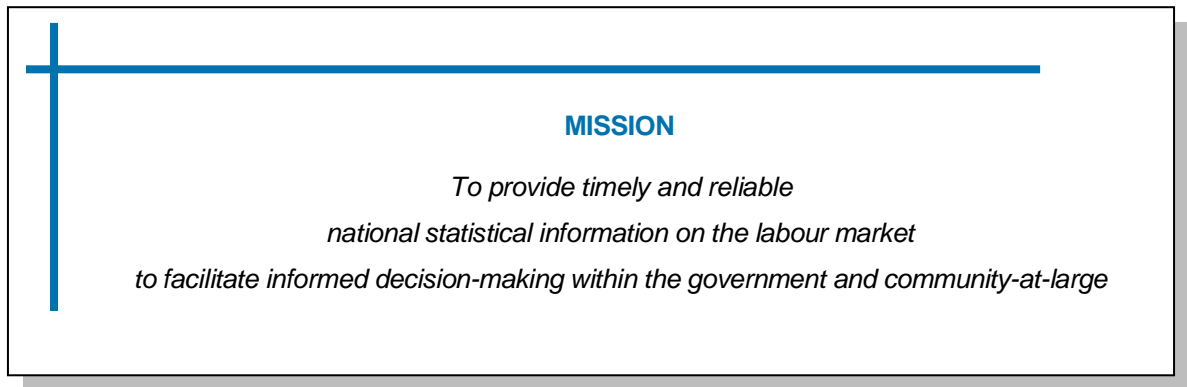 MISSION
To provide timely and reliable
national statistical information on the labour market
to facilitate informed decision-making within the government and community-at-large